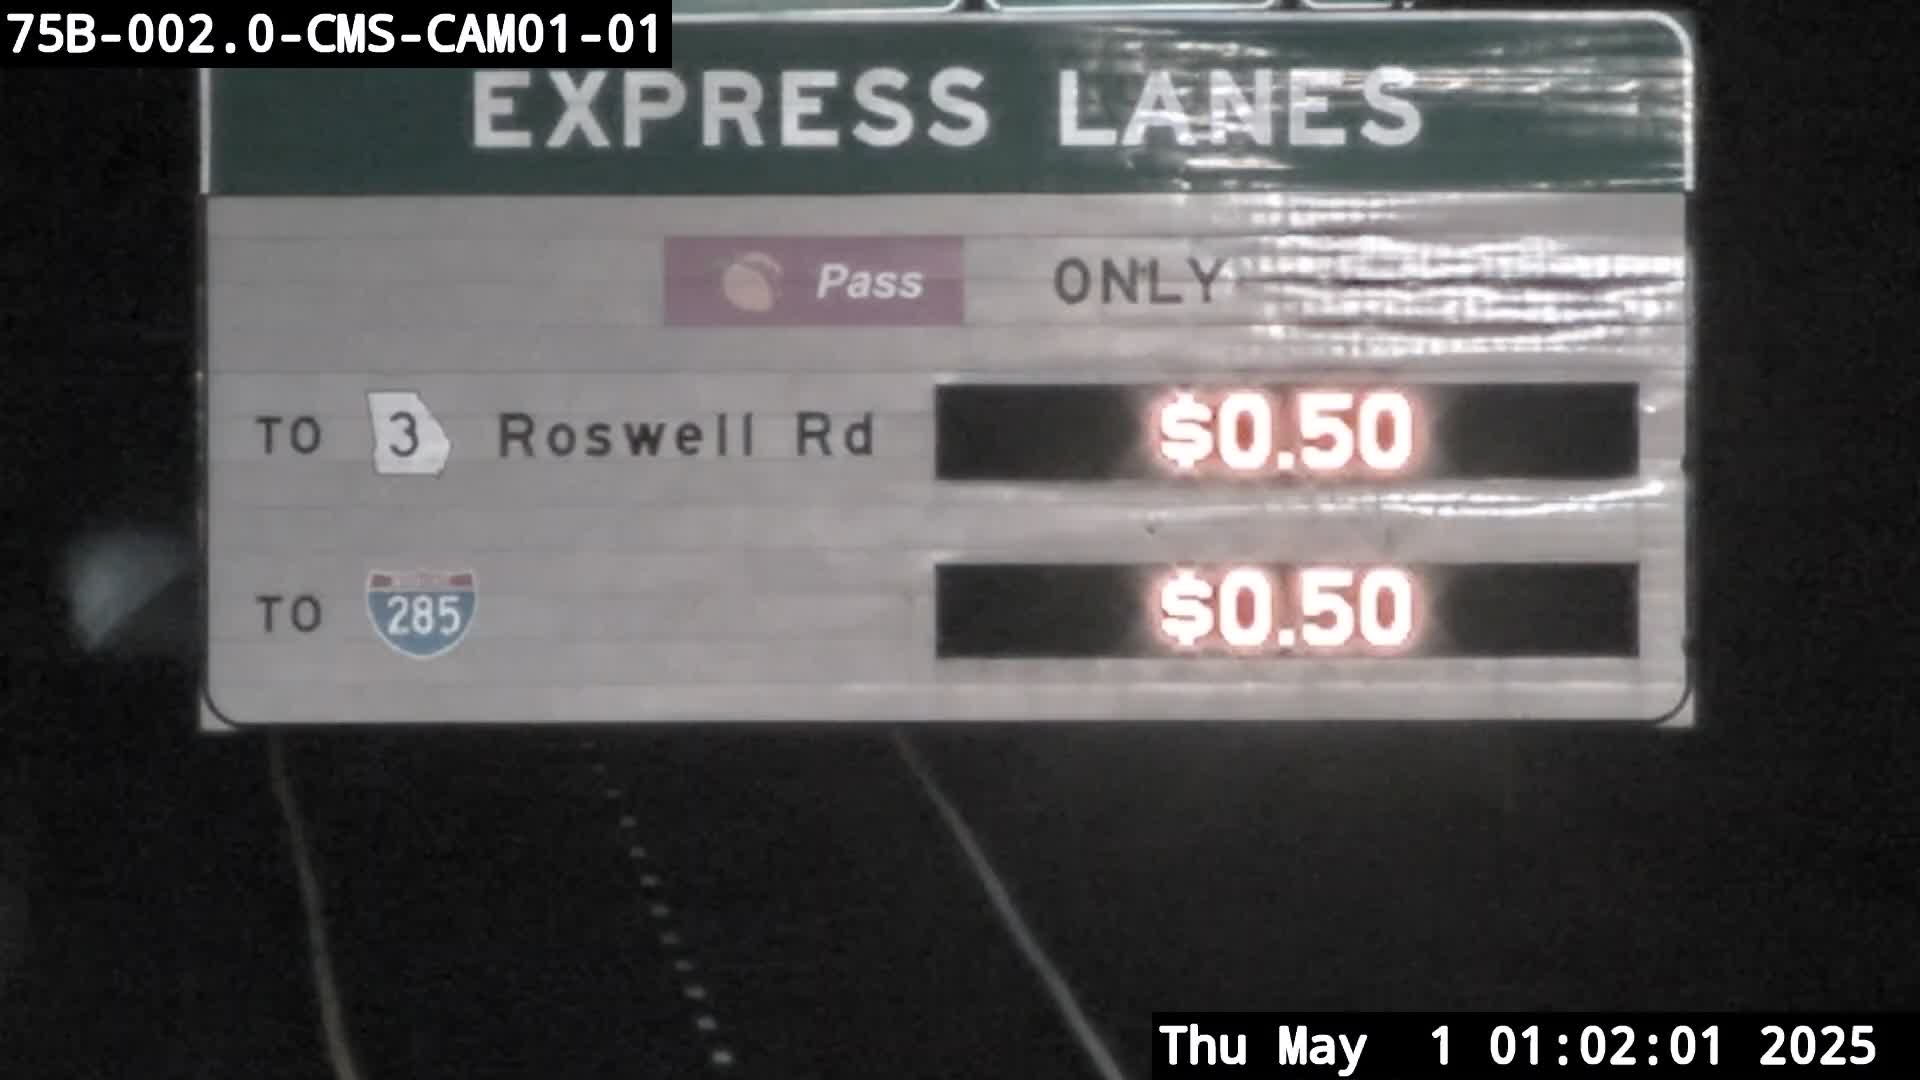 75B-002.0-CMS-CAM01-01
EXPRESS LANES
Pass ONLY
TO 3 Roswell Rd $0.50
TO 285 $0.50
Thu May 1 01:02:01 2025